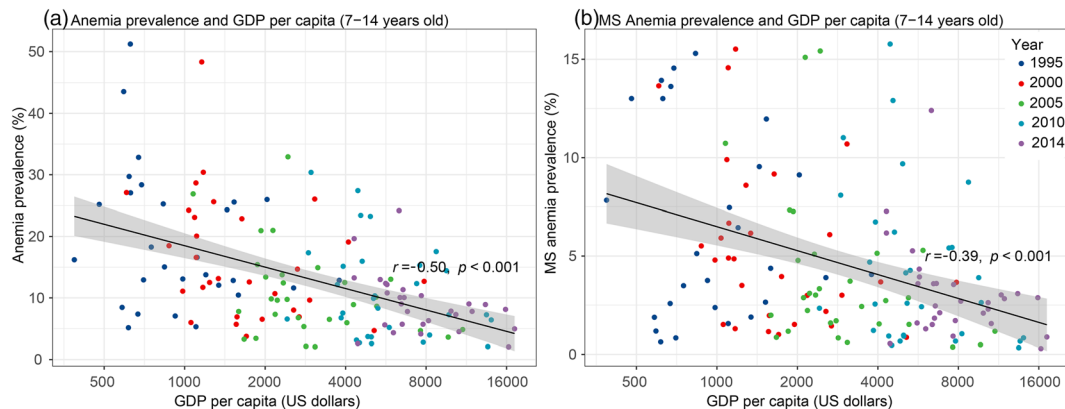 (a) Anemia prevalence and GDP per capita (7−14 years old)
50
40
30
20
10
0
Anemia prevalence (%)
r = -0.50, p < 0.001
500 1000 2000 4000 8000 16000
GDP per capita (US dollars)
(b) MS Anemia prevalence and GDP per capita (7−14 years old)
15
10
5
0
MS anemia prevalence (%)
Year
1995
2000
2005
2010
2014
r = -0.39, p < 0.001
500 1000 2000 4000 8000 16000
GDP per capita (US dollars)